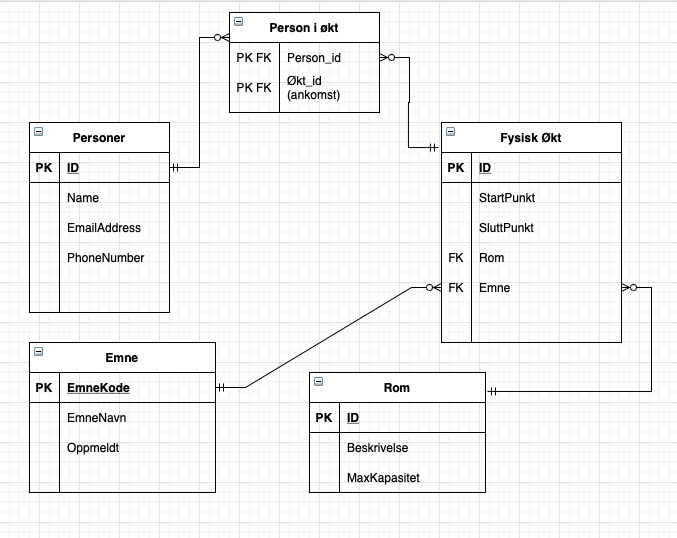 Person i økt
PK FK Person_id
PK FK Økt_id
(ankomst)
Personer
PK ID
Name
EmailAddress
PhoneNumber
Fysisk Økt
PK ID
StartPunkt
SluttPunkt
FK Rom
FK Emne
Emne
PK EmneKode
EmneNavn
Oppmeldt
Rom
PK ID
Beskrivelse
MaxKapasitet